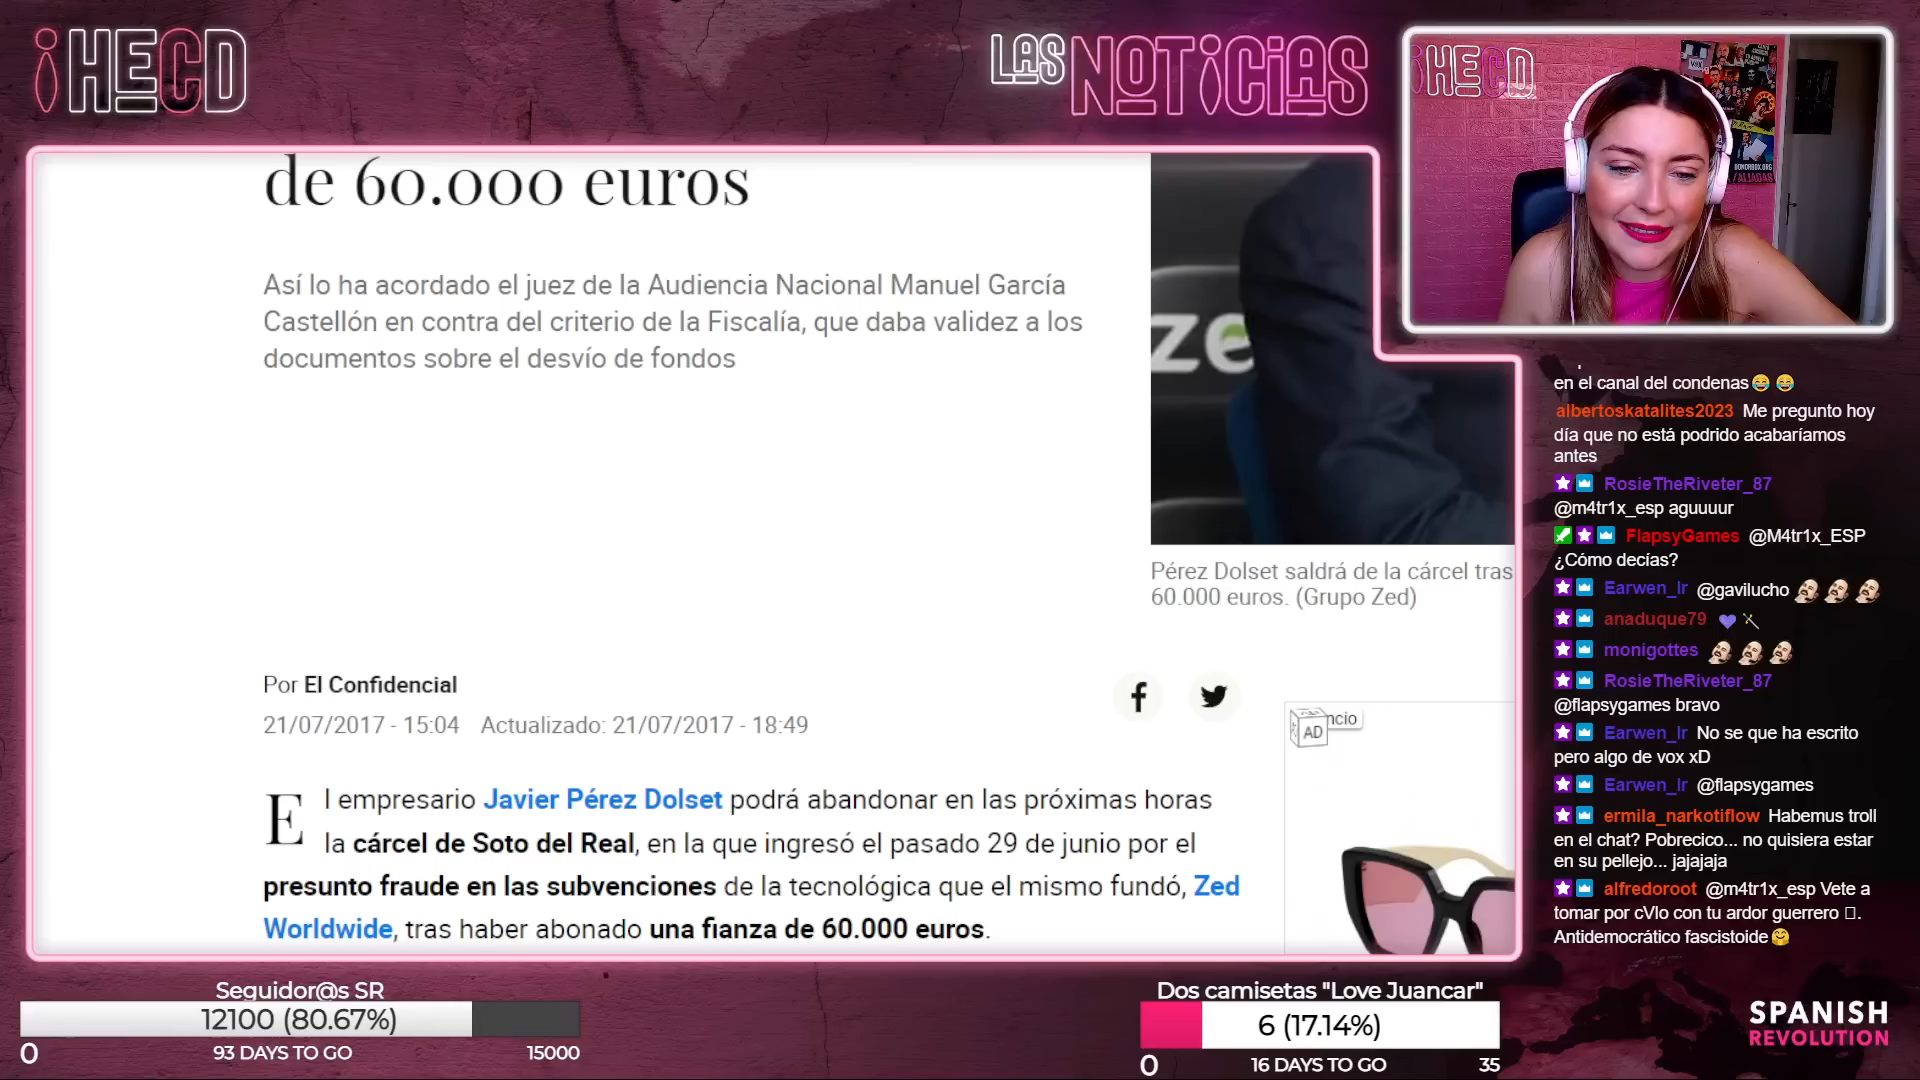 ¡HECD
LAS NOTICIAS
¡HECD
de 60.000 euros
Así lo ha acordado el juez de la Audiencia Nacional Manuel García
Castellón en contra del criterio de la Fiscalía, que daba validez a los
documentos sobre el desvío de fondos
ze
Pérez Dolset saldrá de la cárcel tras
60.000 euros. (Grupo Zed)
Por El Confidencial
21/07/2017 - 15:04 Actualizado: 21/07/2017 - 18:49
AD
ncio
El empresario Javier Pérez Dolset podrá abandonar en las próximas horas
la cárcel de Soto del Real, en la que ingresó el pasado 29 de junio por el
presunto fraude en las subvenciones de la tecnológica que el mismo fundó, Zed
Worldwide, tras haber abonado una fianza de 60.000 euros.
en el canal del condenas😂 😂
albertoskatalites2023 Me pregunto hoy
día que no está podrido acabaríamos
antes
RosieTheRiveter_87
@m4tr1x_esp aguuuur
FlapsyGames @M4tr1x_ESP
¿Cómo decías?
Earwen_lr @gavilucho
anaduque79 💜
monigottes
RosieTheRiveter_87
@flapsygames bravo
Earwen_lr No se que ha escrito
pero algo de vox xD
Earwen_lr @flapsygames
ermila_narkotiflow Habemus troll
en el chat? Pobrecico... no quisiera estar
en su pellejo... jajajaja
alfredoroot @m4tr1x_esp Vete a
tomar por cVlo con tu ardor guerrero .
Antidemocrático fascistoide🤗
Seguidor@s SR
12100 (80.67%)
0 93 DAYS TO GO 15000
Dos camisetas "Love Juancar"
6 (17.14%)
0 16 DAYS TO GO 35
SPANISH
REVOLUTION